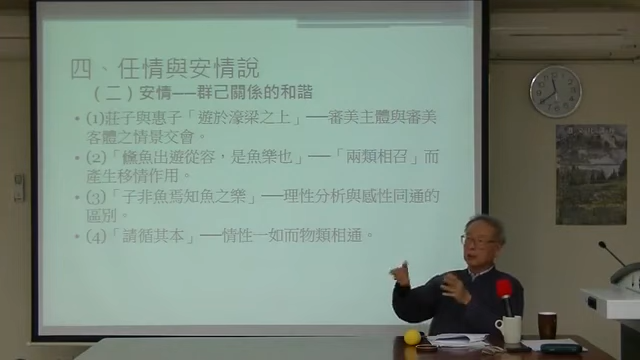 四、任情與安情說
（二）安情──群己關係的和諧
• (1)莊子與惠子「遊於濠梁之上」──審美主體與審美
客體之情景交會。
• (2)「鯈魚出遊從容，是魚樂也」──「兩類相召」而
產生移情作用。
• (3)「子非魚焉知魚之樂」──理性分析與感性同通的
區別。
• (4)「請循其本」──情性一如而物類相通。